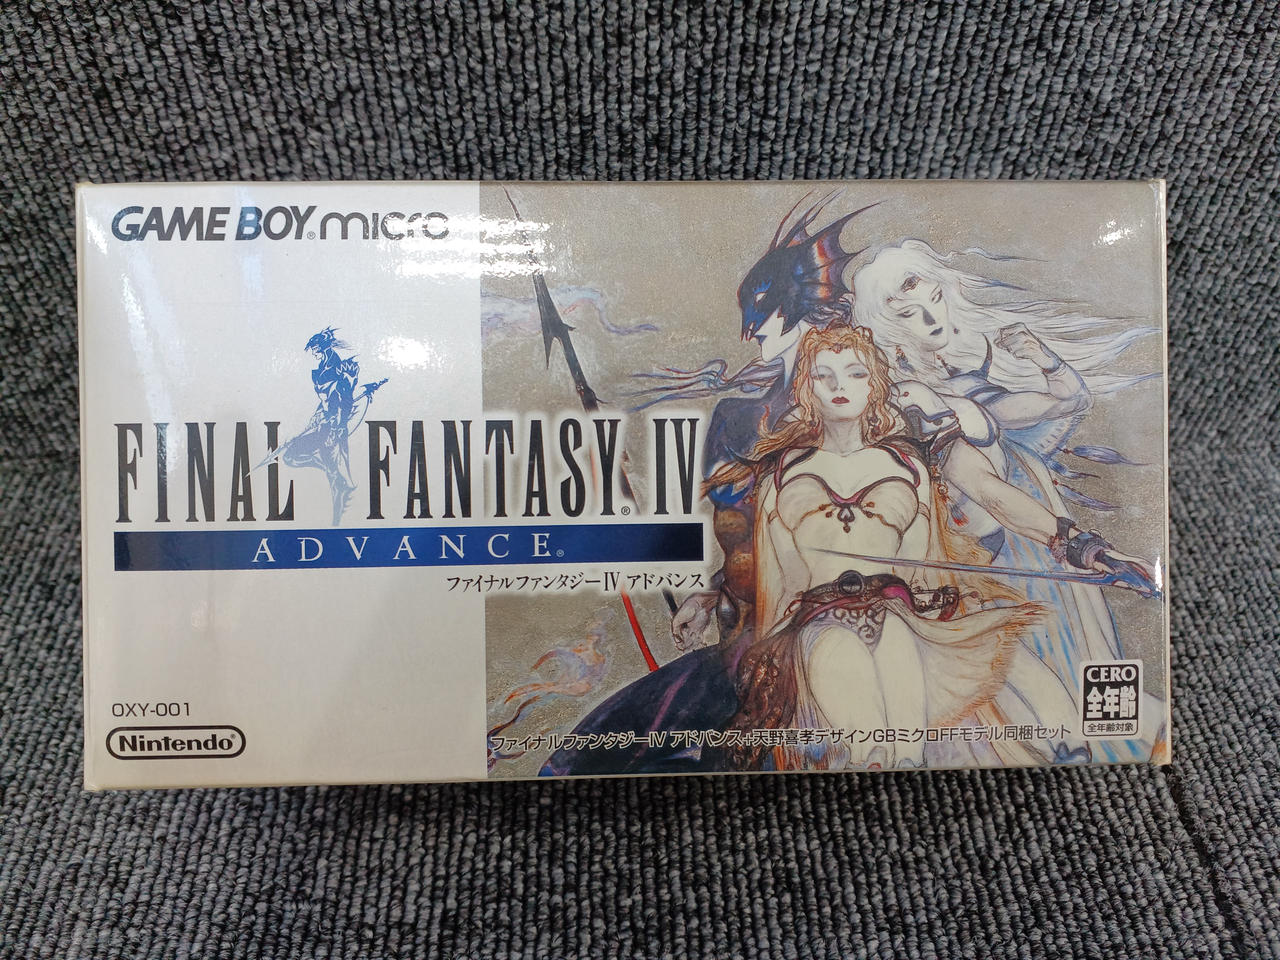 GAME BOY® micro
FINAL FANTASY® IV
ADVANCE®
ファイナルファンタジーIV アドバンス
OXY-001
Nintendo®
ファイナルファンタジーIV アドバンス+天野喜孝デザインGBミクロFFモデル同梱セット
CERO
全年齢
全年齢対象